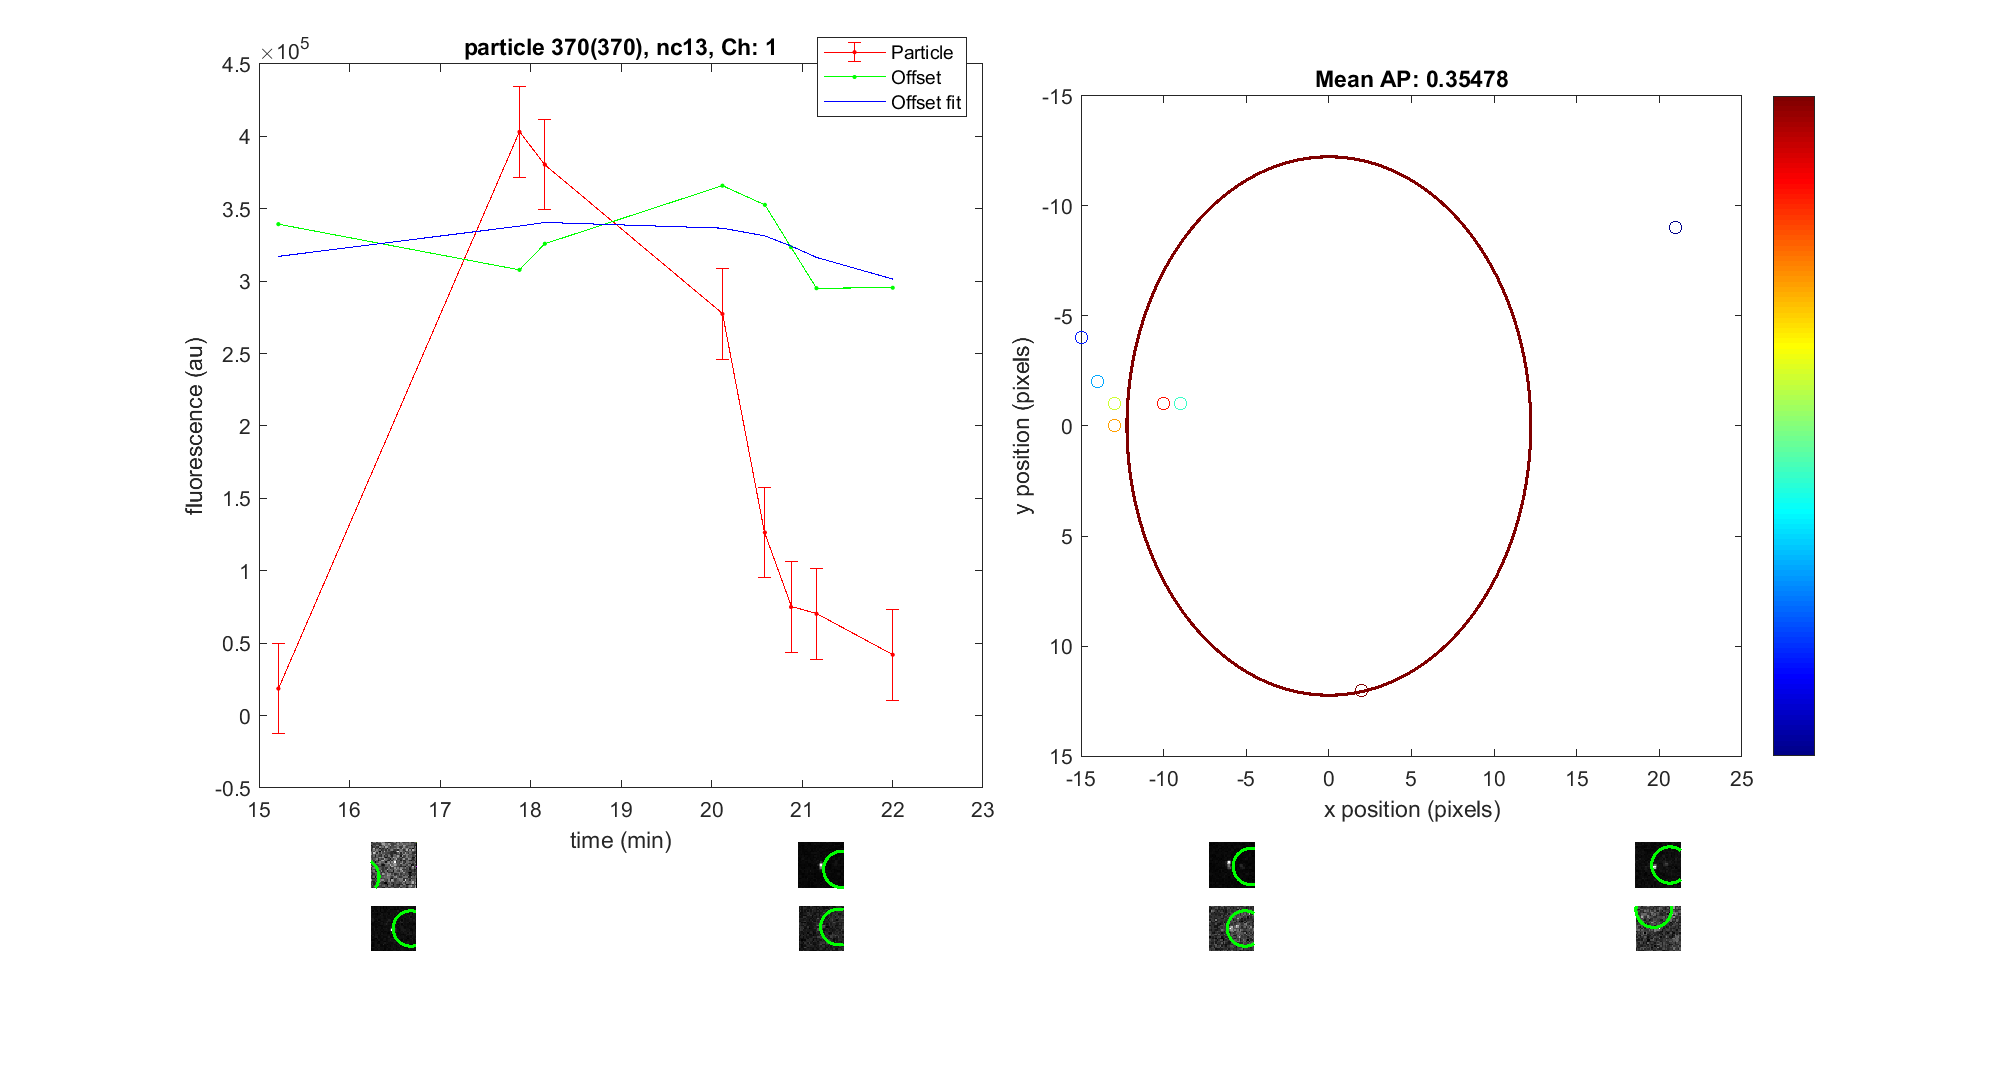 particle 370(370), nc13, Ch: 1
×10^5
Particle
Offset
Offset fit
4.5
4
3.5
3
2.5
2
1.5
1
0.5
0
-0.5
fluorescence (au)
15 16 17 18 19 20 21 22 23
time (min)
Mean AP: 0.35478
-15
-10
-5
0
5
10
15
y position (pixels)
-15 -10 -5 0 5 10 15 20 25
x position (pixels)